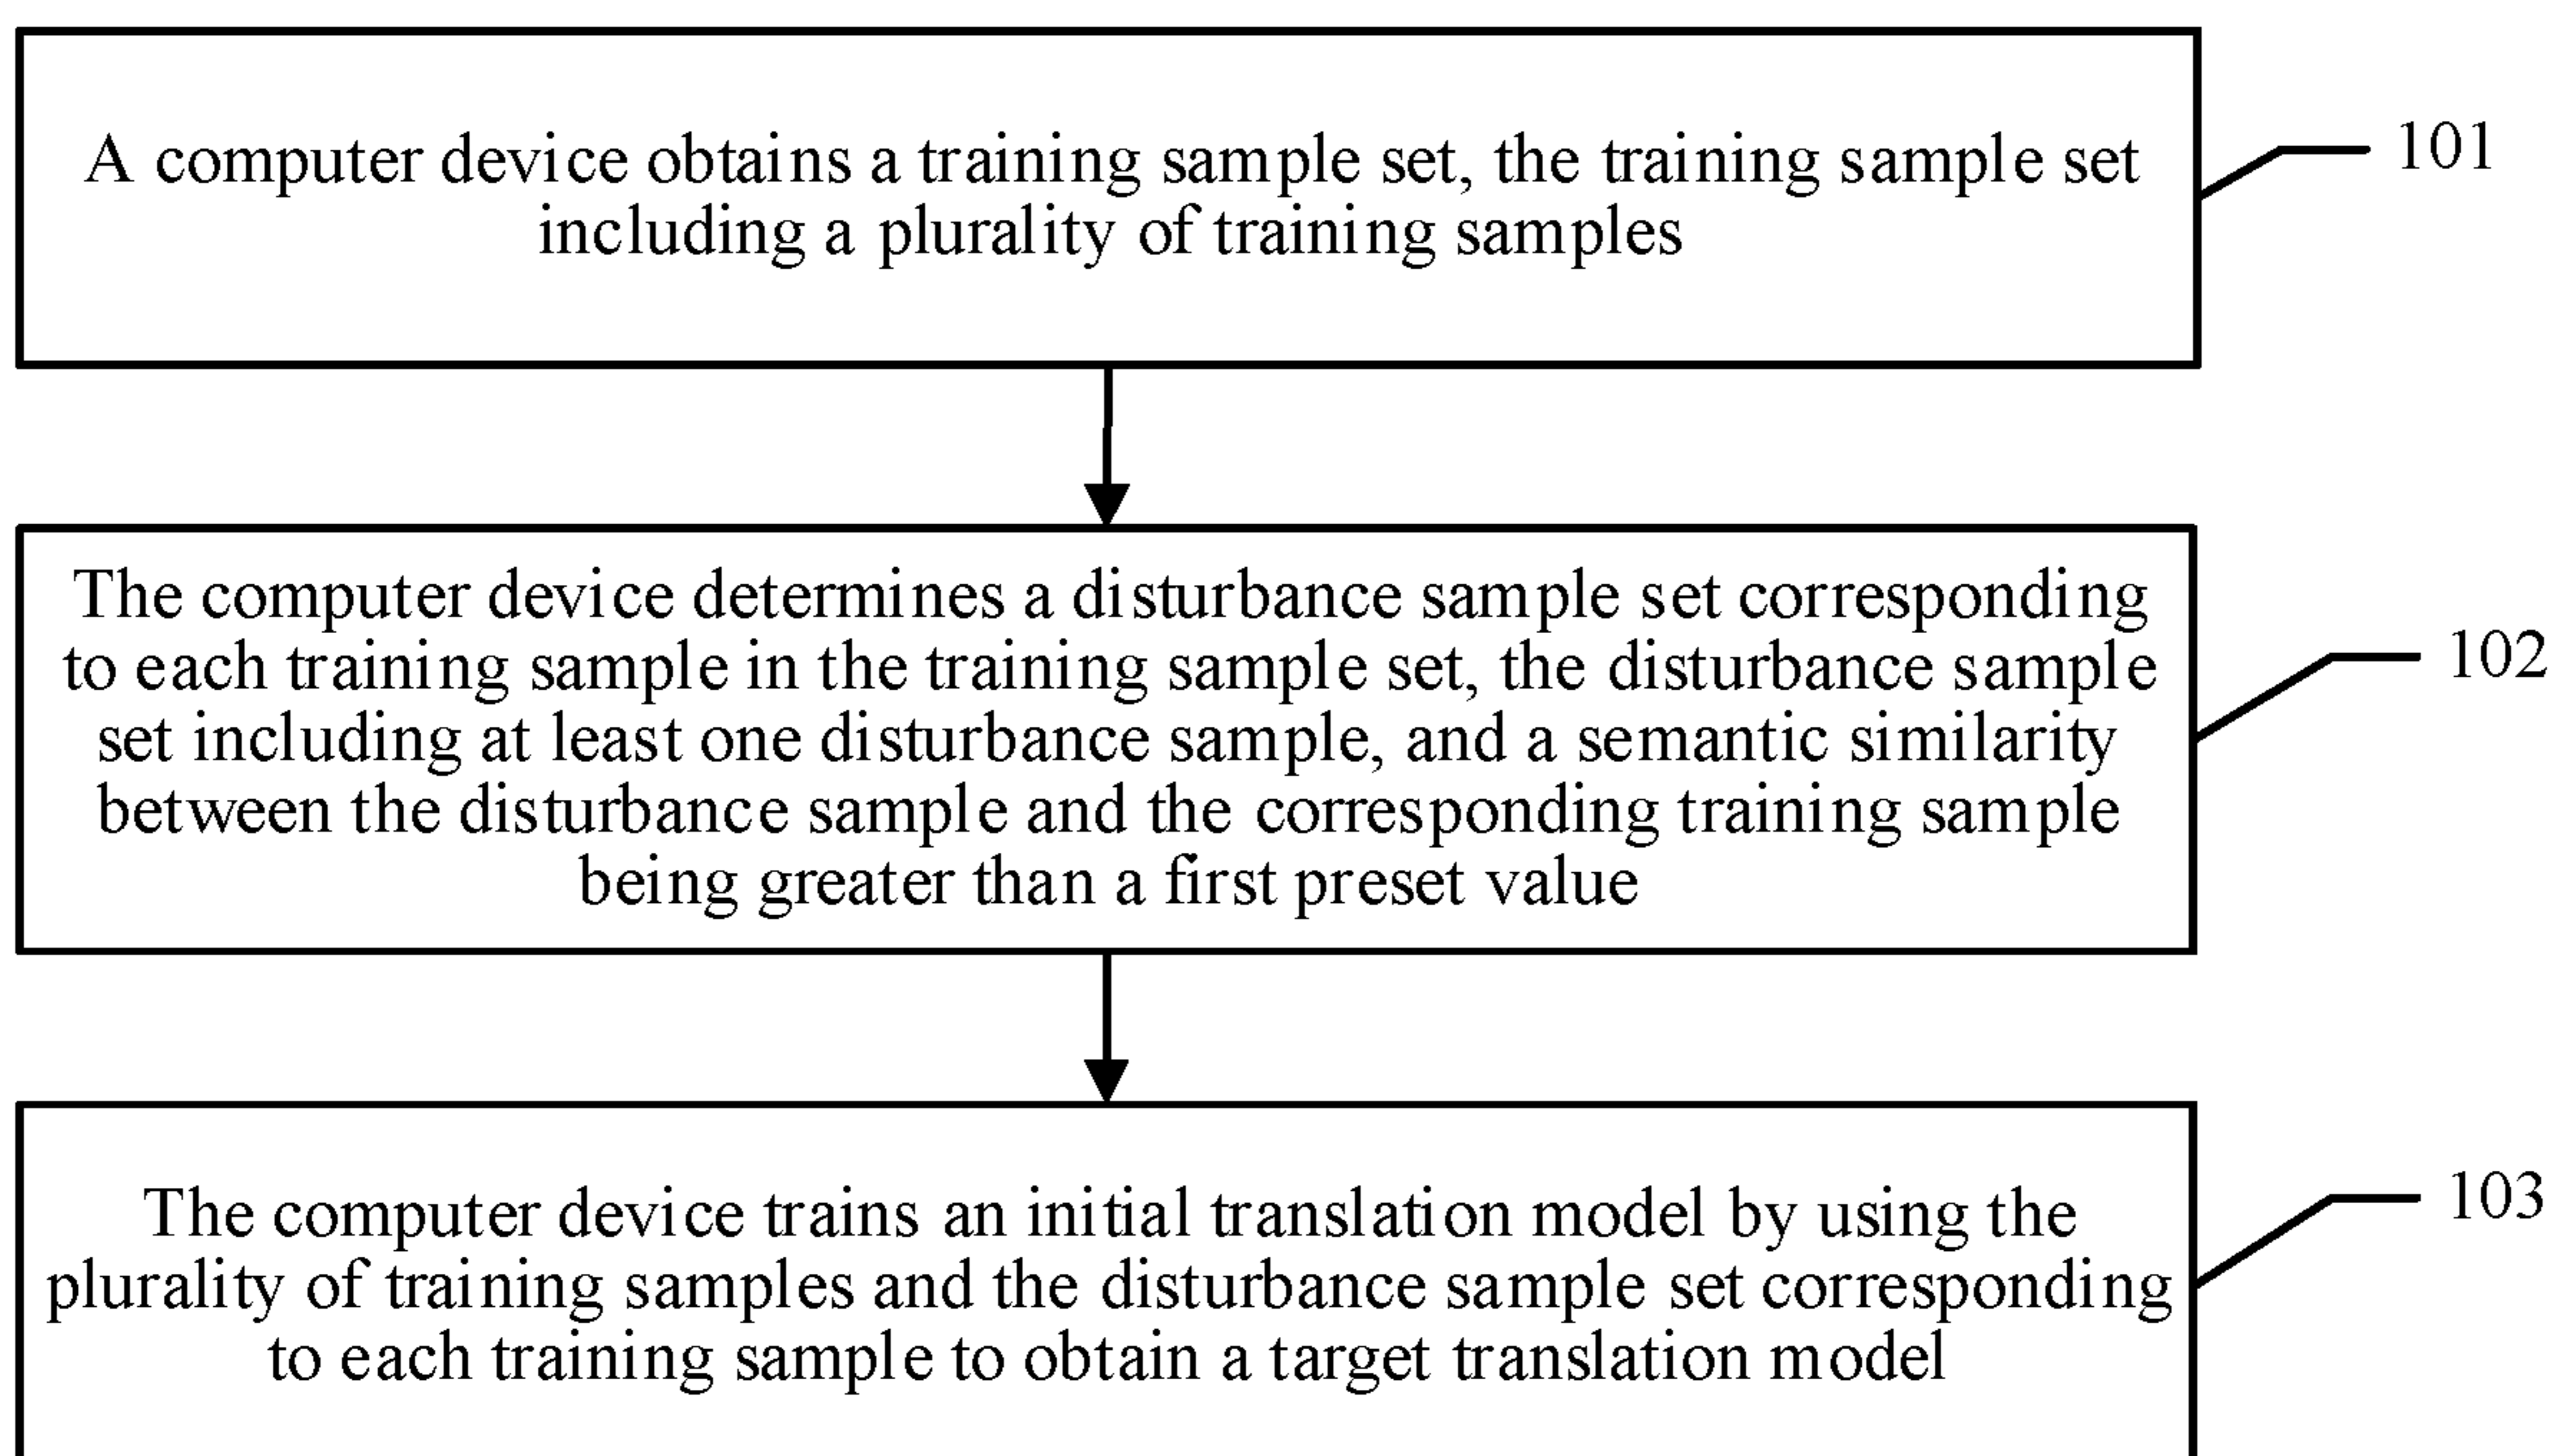 A computer device obtains a training sample set, the training sample set
including a plurality of training samples
101
The computer device determines a disturbance sample set corresponding
to each training sample in the training sample set, the disturbance sample
set including at least one disturbance sample, and a semantic similarity
between the disturbance sample and the corresponding training sample
being greater than a first preset value
102
The computer device trains an initial translation model by using the
plurality of training samples and the disturbance sample set corresponding
to each training sample to obtain a target translation model
103